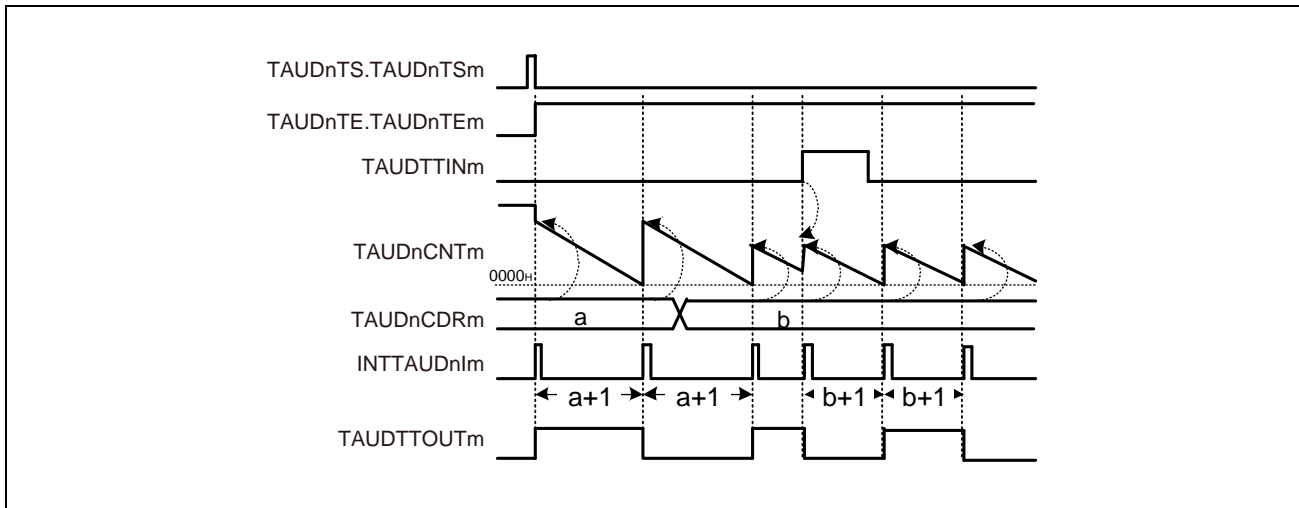 TAUDnTS.TAUDnTSm
TAUDnTE.TAUDnTEm
TAUDTTINm
TAUDnCNTm
0000H
TAUDnCDRm
a
b
INTTAUDnIm
a+1
a+1
b+1
b+1
TAUDTTOUTm